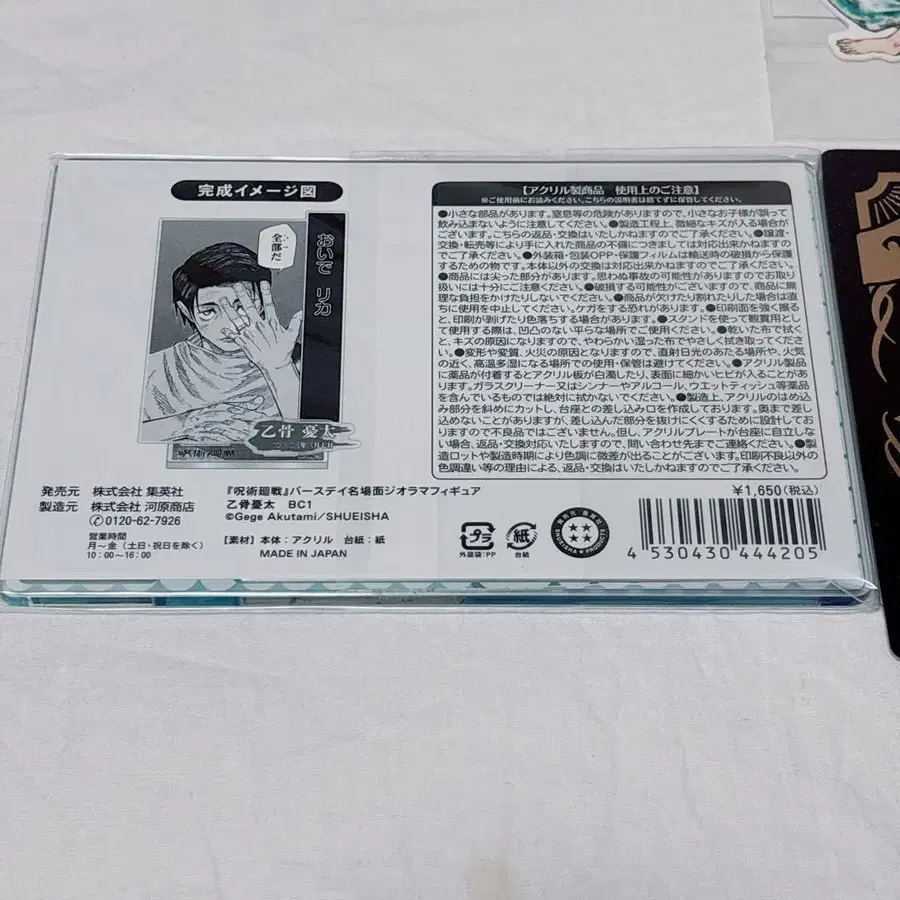 完成イメージ図
おいで リカ
全部だ
乙骨 憂太
発売元 株式会社 集英社
製造元 株式会社 河原商店
0120-62-7926
営業時間
月〜金(土日・祝日を除く)
10:00〜16:00
『呪術廻戦』バースデイ名場面ジオラマフィギュア
乙骨憂太 BC1
©Gege Akutami/SHUEISHA
【素材】本体:アクリル 台紙:紙
MADE IN JAPAN
【アクリル製商品 使用上のご注意】
※ご使用前にお読みください。こちらの説明書は捨てずに保管してください。
●小さな部品があります。窒息等の危険がありますので、小さなお子様が誤って
飲み込まないように注意してください。●製造工程上、微細なキズが入る場合が
ございます。こちらの返品・交換はいたしかねますのでご了承ください。●譲渡・
交換・転売等により手に入れた商品の不備につきましては対応出来かねますの
でご了承ください。●外装箱・包装OPP・保護フィルムは輸送時の破損から保護
するための物です。本体以外の交換は対応出来かねますのでご了承ください。
●商品には尖った部分があります。思わぬ事故の可能性がありますのでお取り
扱いには十分にご注意ください。●破損する可能性がございますので、商品に無
理な負担をかけたりしないでください。●商品が欠けたり割れたりした場合は直
ちに使用を中止してください。ケガをする恐れがあります。●印刷面を強く擦る
と、印刷が剥げたり色落ちする場合があります。●スタンドを使って観賞用とし
て使用する際は、凹凸のない平らな場所でご使用ください。●乾いた布で拭く
と、キズの原因になりますので、やわらかい湿った布でやさしく拭き取ってくださ
い。●変形や変質、火災の原因となりますので、直射日光のあたる場所や、火気
の近く、高温多湿になる場所での使用・保管は避けてください。●アクリル製品
に薬品が付着するとアクリル板が白濁したり、表面に細かいヒビが入ることがあ
ります。ガラスクリーナー又はシンナーやアルコール、ウエットティッシュ等薬品
を含んでいるものでは絶対に拭かないでください。●製造上、アクリルのはめ込
み部分を斜めにカットし、台座との差し込み口を作成しております。奥まで差し
込めないことがありますが、差し込んだ部分を抜けにくくするために設計して
おりますので不良品ではございません。但し、アクリルプレートが台座に自立しな
い場合、返品・交換対応いたしますので、問い合わせ先までご連絡ください。●製
造ロットや製造時期により色調に微差が出ることがございます。印刷不良以外の
色調違い等の理由による、返品・交換はいたしかねますのでご了承ください。
¥1,650(税込)
プラ
外装袋:PP
紙
台紙
発売元:株式会社集英社
SHUEISHA PRODUCTS
4 530430 444205